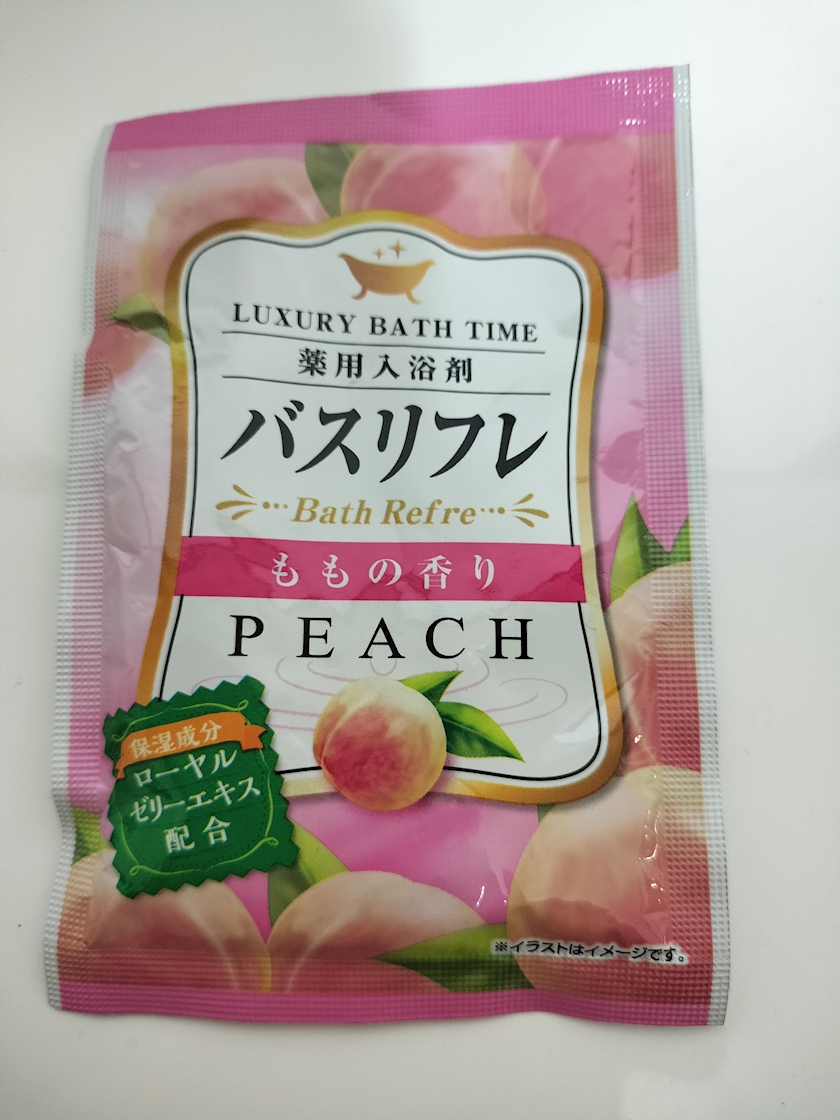 LUXURY BATH TIME
薬用入浴剤
バスリフレ
Bath Refre
ももの香り
PEACH
保湿成分
ローヤル
ゼリーエキス
配合
※イラストはイメージです。